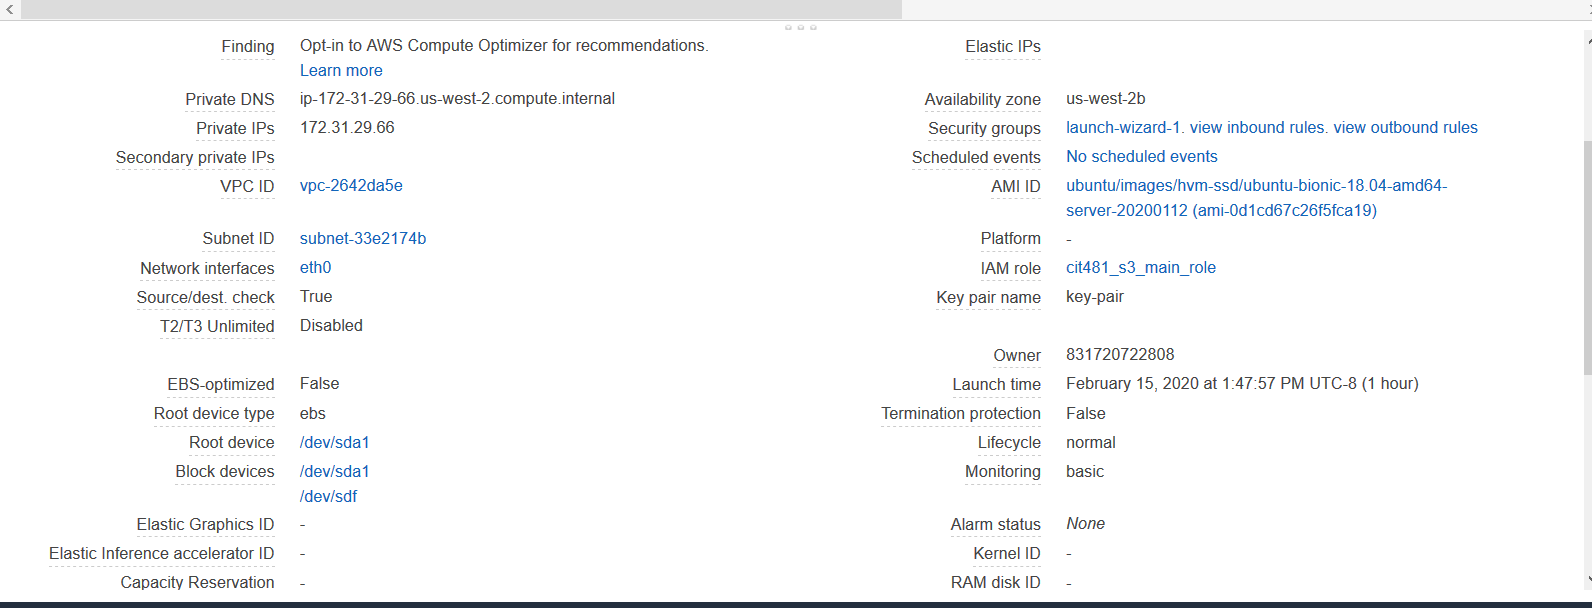 Finding Opt-in to AWS Compute Optimizer for recommendations.
Learn more
Private DNS ip-172-31-29-66.us-west-2.compute.internal
Private IPs 172.31.29.66
Secondary private IPs
VPC ID vpc-2642da5e
Subnet ID subnet-33e2174b
Network interfaces eth0
Source/dest. check True
T2/T3 Unlimited Disabled
EBS-optimized False
Root device type ebs
Root device /dev/sda1
Block devices /dev/sda1
/dev/sdf
Elastic Graphics ID -
Elastic Inference accelerator ID -
Capacity Reservation -
Elastic IPs
Availability zone us-west-2b
Security groups launch-wizard-1. view inbound rules. view outbound rules
Scheduled events No scheduled events
AMI ID ubuntu/images/hvm-ssd/ubuntu-bionic-18.04-amd64-
server-20200112 (ami-0d1cd67c26f5fca19)
Platform -
IAM role cit481_s3_main_role
Key pair name key-pair
Owner 831720722808
Launch time February 15, 2020 at 1:47:57 PM UTC-8 (1 hour)
Termination protection False
Lifecycle normal
Monitoring basic
Alarm status None
Kernel ID -
RAM disk ID -